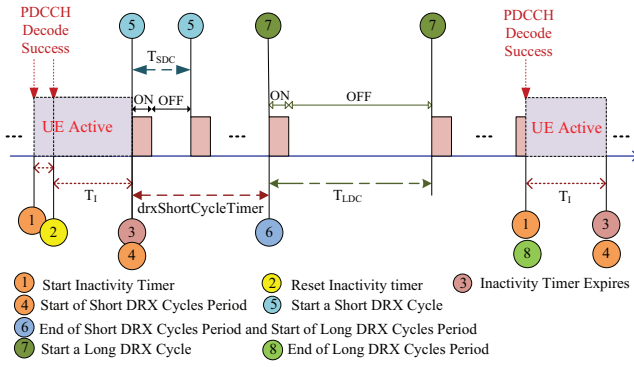 PDCCH
Decode
Success
5
5
7
7
PDCCH
Decode
Success
T_SDC
ON
OFF
ON
OFF
...
UE Active
...
...
UE Active
...
T_I
drxShortCycleTimer
T_LDC
T_I
1
2
3
4
6
1
8
3
4
1 Start Inactivity Timer
2 Reset Inactivity timer
3 Inactivity Timer Expires
4 Start of Short DRX Cycles Period
5 Start a Short DRX Cycle
6 End of Short DRX Cycles Period and Start of Long DRX Cycles Period
7 Start a Long DRX Cycle
8 End of Long DRX Cycles Period